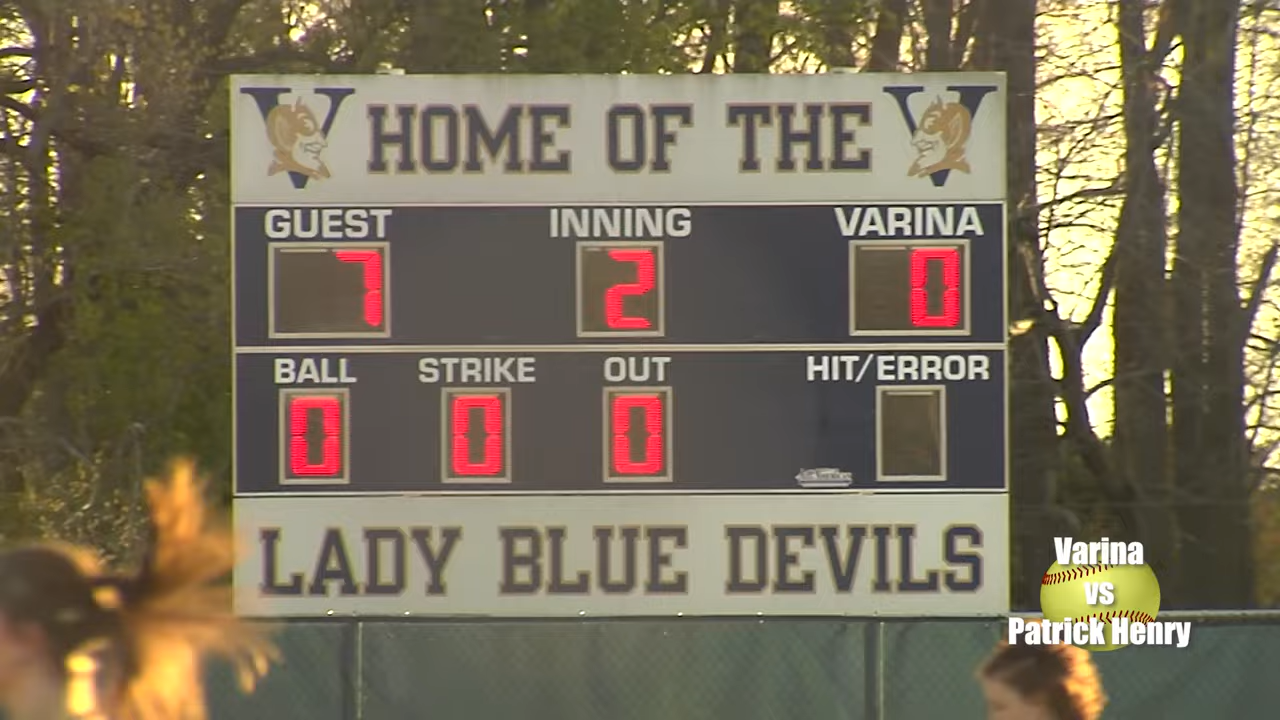 V HOME OF THE V
GUEST INNING VARINA
7 2 0
BALL STRIKE OUT HIT/ERROR
0 0 0
LADY BLUE DEVILS
Varina
vs
Patrick Henry